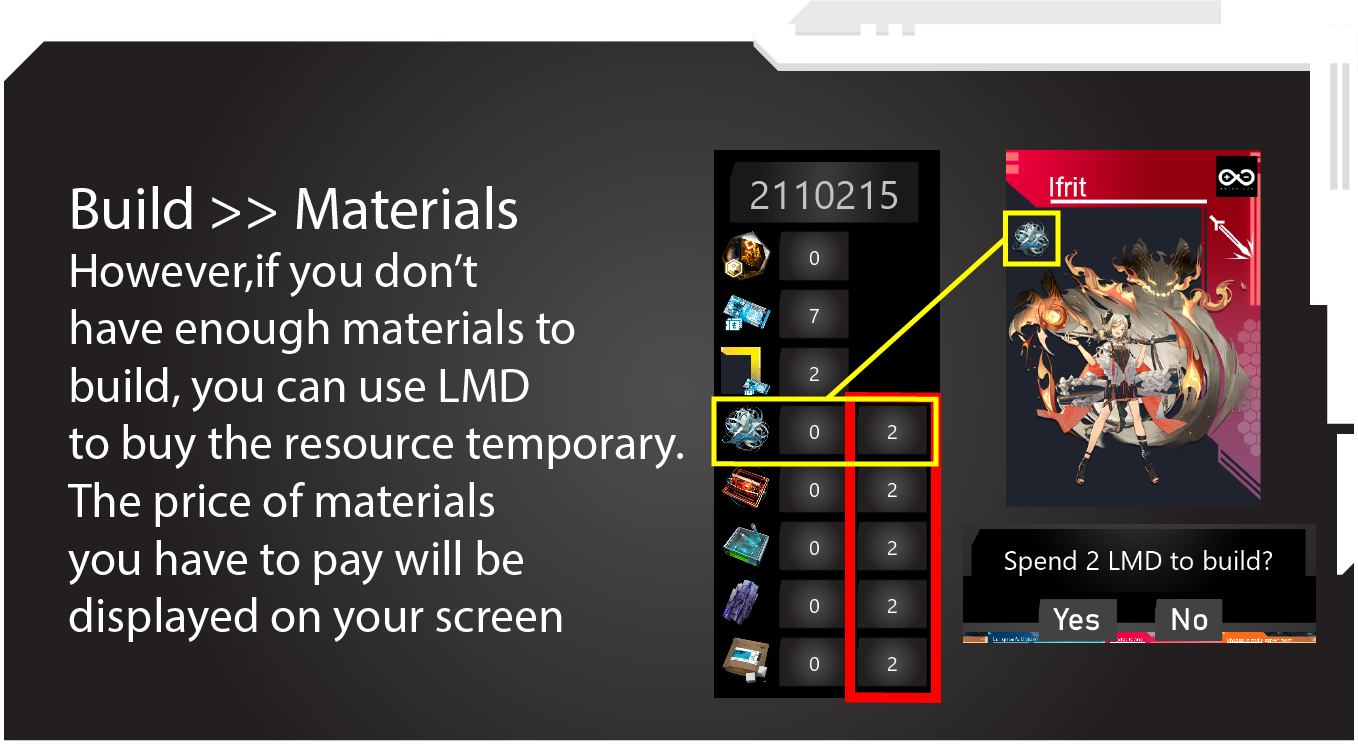 Build >> Materials
However,if you don't
have enough materials to
build, you can use LMD
to buy the resource temporary.
The price of materials
you have to pay will be
displayed on your screen
2110215
0
7
2
0 2
0 2
0 2
0 2
0 2
Ifrit
Spend 2 LMD to build?
Yes No